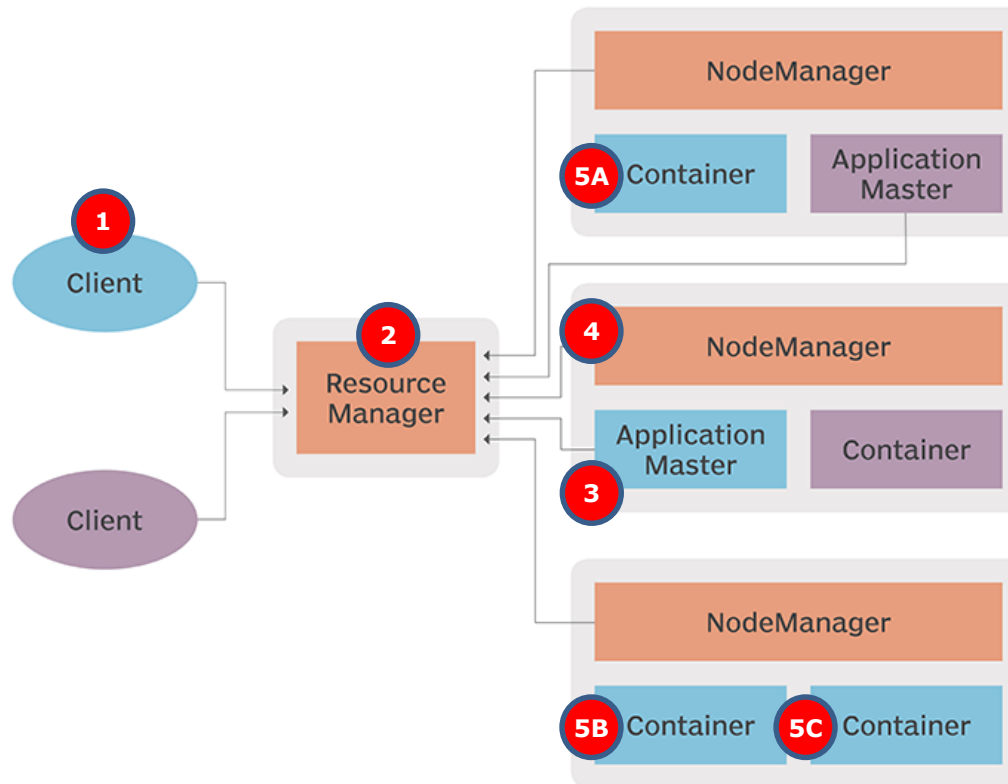 NodeManager
5A
Container
Application
Master
1
Client
2
Resource
Manager
4
NodeManager
Application
Master
Container
3
Client
NodeManager
5B
Container
5C
Container